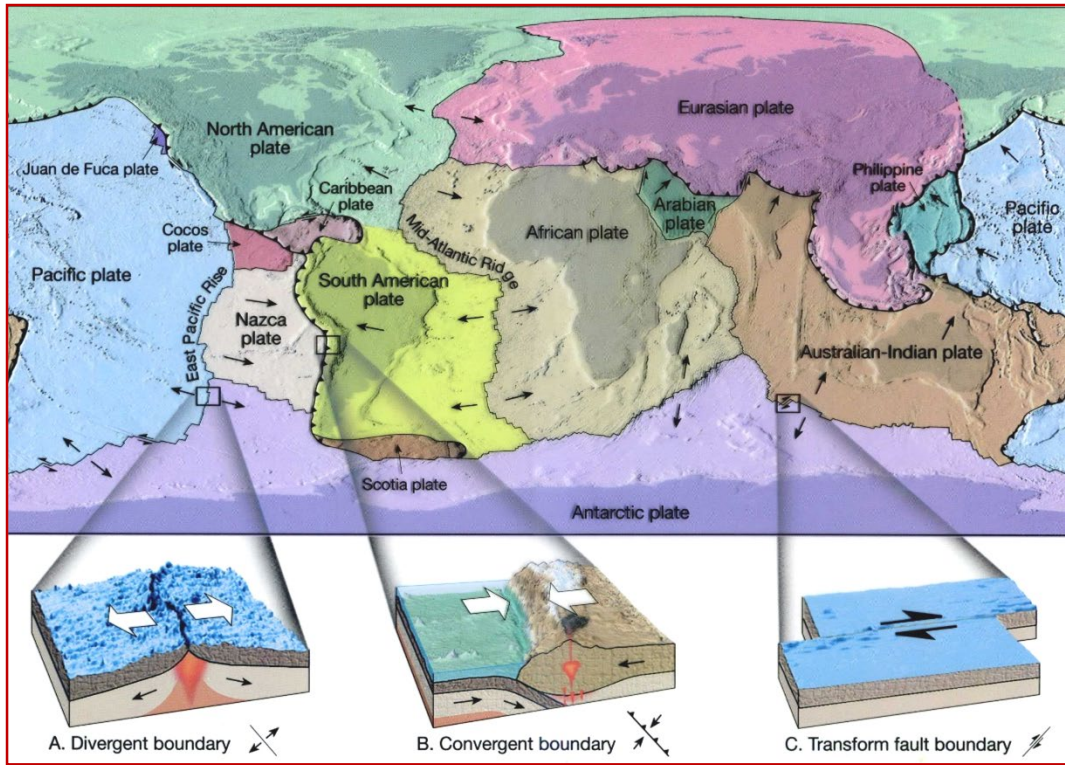 North American
plate
Eurasian plate
Juan de Fuca plate
Caribbean
plate
Philippine
plate
Arabian
plate
Cocos
plate
African plate
Pacific
plate
Pacific plate
Mid-Atlantic Ridge
South American
plate
East Pacific Rise
Nazca
plate
Australian-Indian plate
Scotia plate
Antarctic plate
A. Divergent boundary
B. Convergent boundary
C. Transform fault boundary